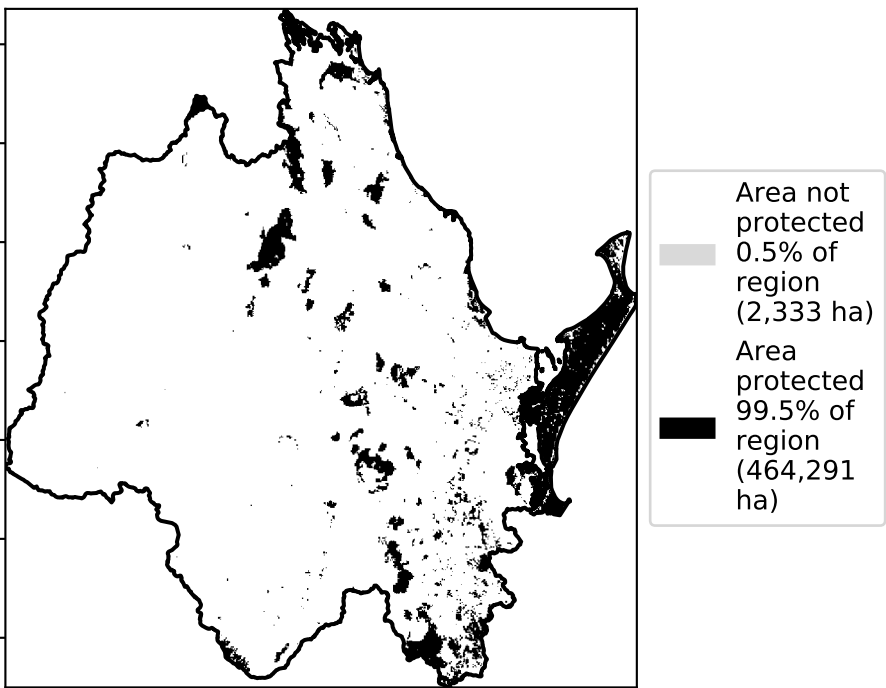 Area not
protected
0.5% of
region
(2,333 ha)
Area
protected
99.5% of
region
(464,291
ha)